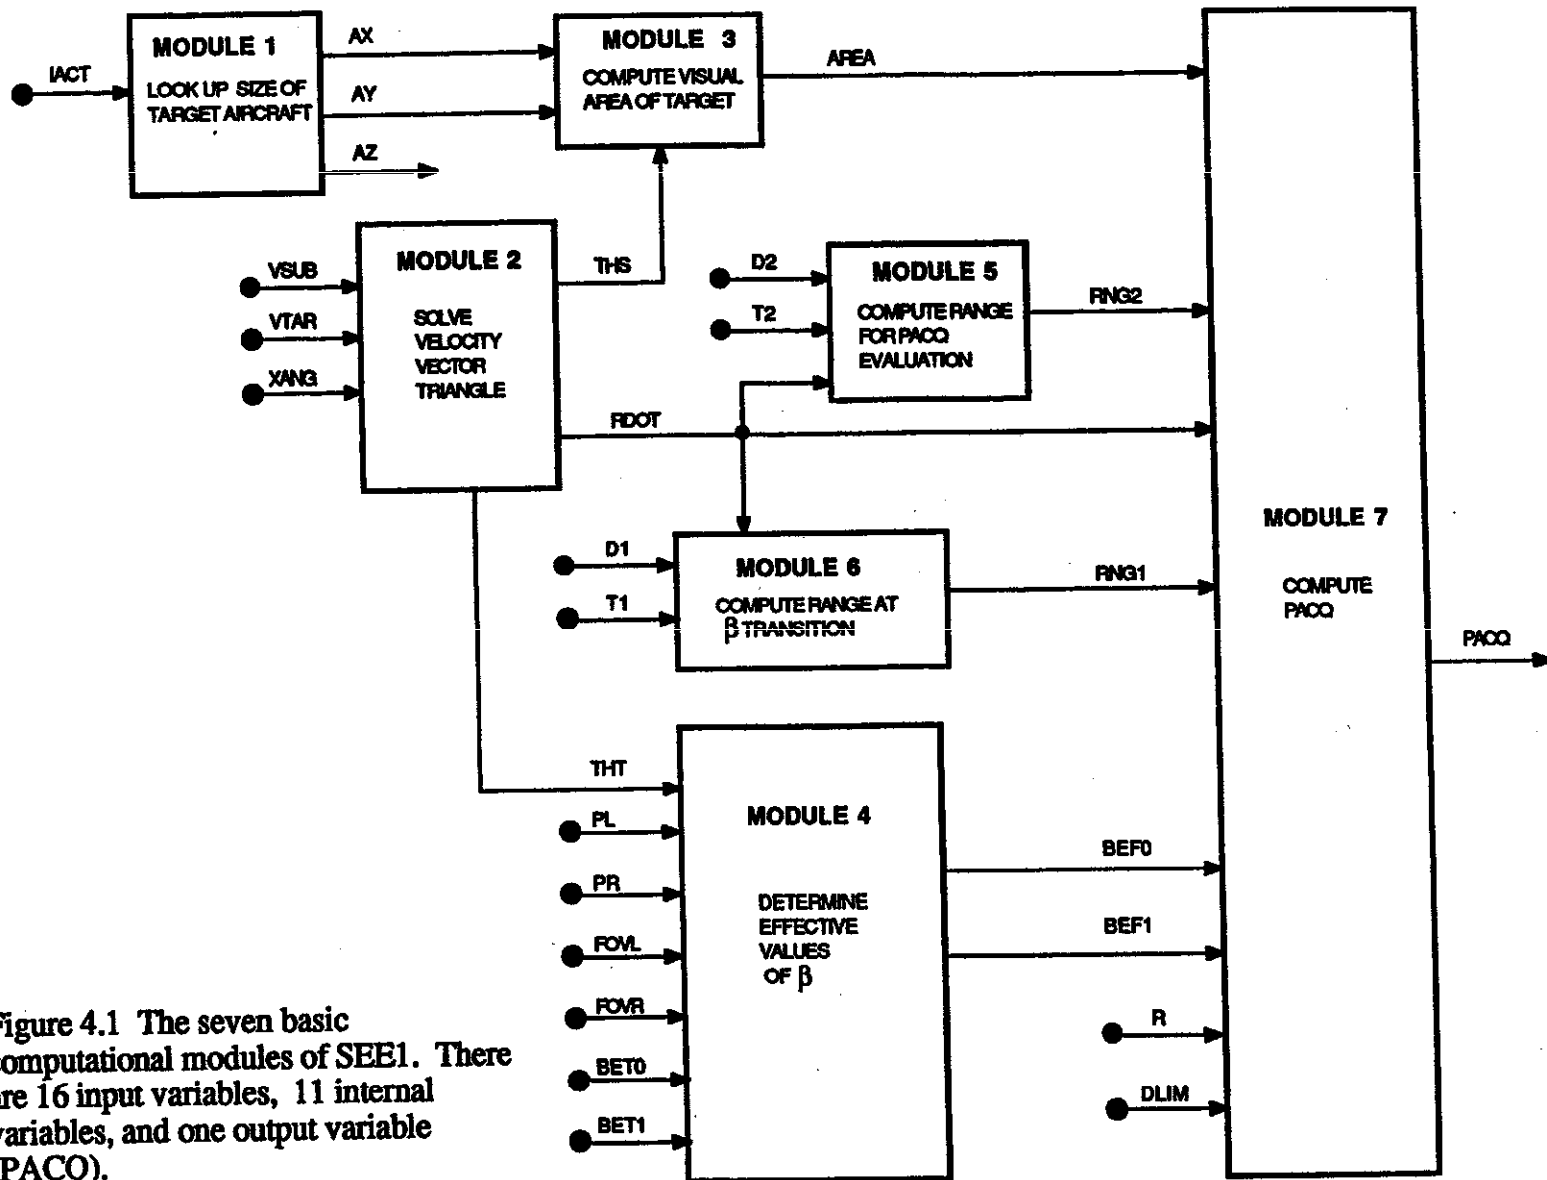 IACT
MODULE 1
LOOK UP SIZE OF
TARGET AIRCRAFT
AX
AY
AZ
MODULE 3
COMPUTE VISUAL
AREA OF TARGET
AREA
VSUB
VTAR
XANG
MODULE 2
SOLVE
VELOCITY
VECTOR
TRIANGLE
THS
RDOT
D2
T2
MODULE 5
COMPUTE RANGE
FOR PACQ
EVALUATION
RNG2
D1
T1
MODULE 6
COMPUTE RANGE AT
β TRANSITION
RNG1
MODULE 7
COMPUTE
PACQ
PACQ
THT
PL
PR
FOVL
FOVR
BET0
BET1
MODULE 4
DETERMINE
EFFECTIVE
VALUES
OF β
BEF0
BEF1
R
DLIM
Figure 4.1 The seven basic
computational modules of SEE1. There
are 16 input variables, 11 internal
variables, and one output variable
(PACQ).